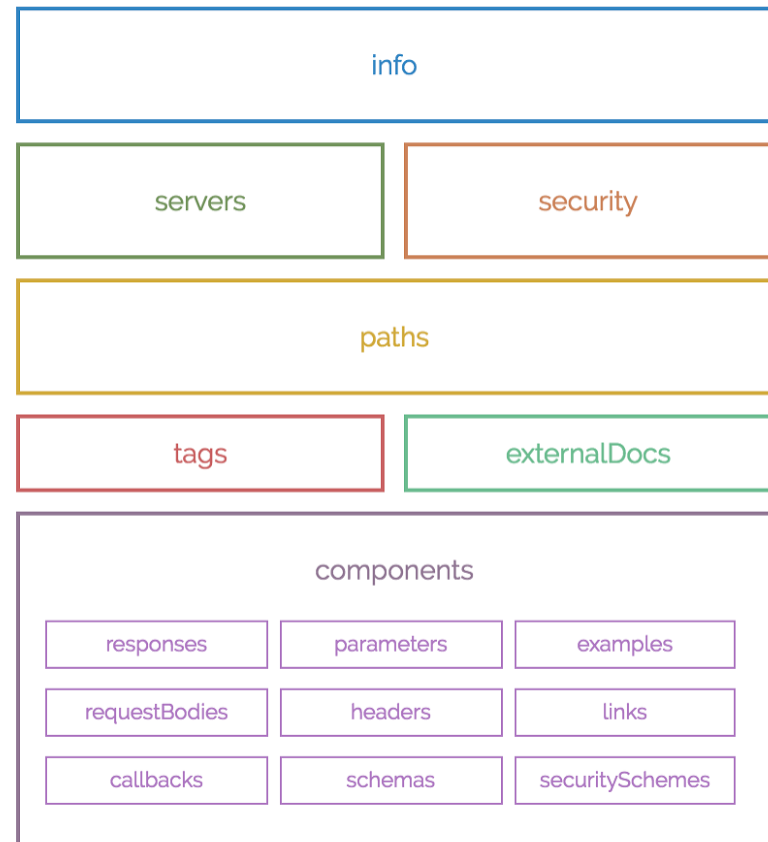 info
servers
security
paths
tags
externalDocs
components
responses
parameters
examples
requestBodies
headers
links
callbacks
schemas
securitySchemes